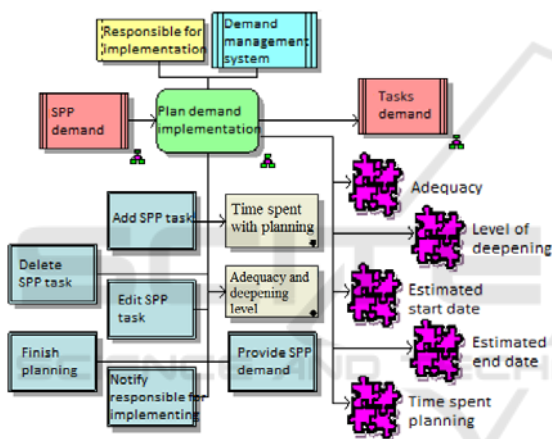 Responsible for
implementation
Demand
management
system
SPP
demand
Plan demand
implementation
Tasks
demand
Adequacy
Add SPP task
Time spent
with planning
Level of
deepening
Delete
SPP task
Edit SPP
task
Adequacy and
deepening
level
Estimated
start date
Finish
planning
Provide SPP
demand
Estimated
end date
Notify
responsible for
implementing
Time spent
planning